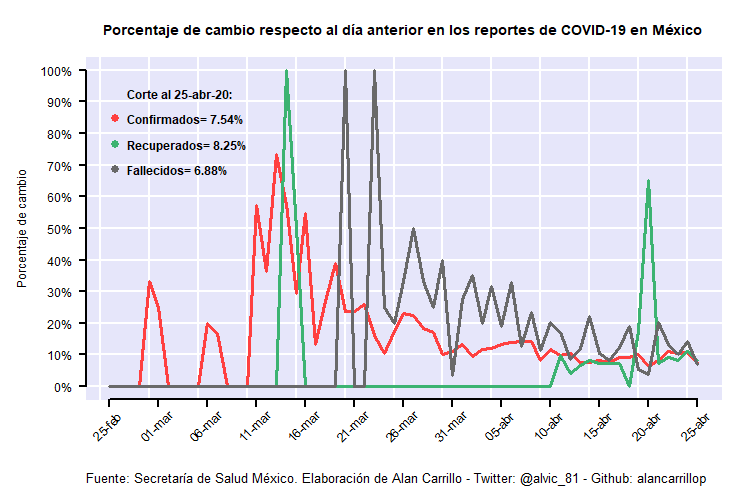 Porcentaje de cambio respecto al día anterior en los reportes de COVID-19 en México
Porcentaje de cambio
100%
90%
80%
70%
60%
50%
40%
30%
20%
10%
0%
Corte al 25-abr-20:
Confirmados= 7.54%
Recuperados= 8.25%
Fallecidos= 6.88%
25-feb
01-mar
06-mar
11-mar
16-mar
21-mar
26-mar
31-mar
05-abr
10-abr
15-abr
20-abr
25-abr
Fuente: Secretaría de Salud México. Elaboración de Alan Carrillo - Twitter: @alvic_81 - Github: alancarrillop